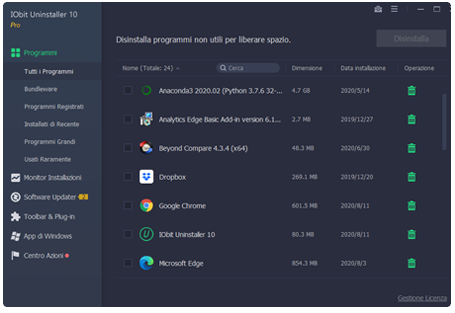 IObit Uninstaller 10
Pro
Disinstalla programmi non utili per liberare spazio.
Disinstalla
Programmi
Tutti i Programmi
Bundleware
Programmi Registrati
Installati di Recente
Programmi Grandi
Usati Raramente
Monitor Installazioni
Software Updater 2
Toolbar & Plug-in
App di Windows
Centro Azioni
Nome (Totale: 24) Cerca Dimensione Data Installazione Operazione
Anaconda3 2020.02 (Python 3.7.6 32-... 4.7 GB 2020/5/14
Analytics Edge Basic Add-in version 6.1... 2.7 MB 2019/12/27
Beyond Compare 4.3.4 (x64) 48.3 MB 2020/6/30
Dropbox 269.1 MB 2019/12/20
Google Chrome 601.5 MB 2020/8/11
IObit Uninstaller 10 80.3 MB 2020/8/11
Microsoft Edge 854.3 MB 2020/8/3
Gestione Licenza